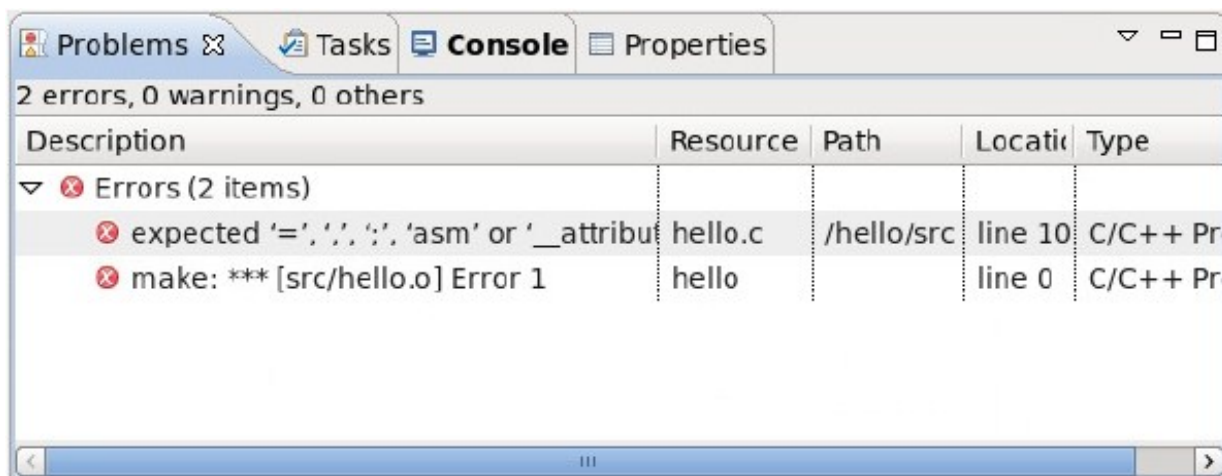 Problems Tasks Console Properties
2 errors, 0 warnings, 0 others
Description Resource Path Locatio Type
Errors (2 items)
expected ‘=’, ‘,’, ‘;’, ‘asm’ or ‘__attribut hello.c /hello/src line 10 C/C++ Pr
make: *** [src/hello.o] Error 1 hello line 0 C/C++ Pr